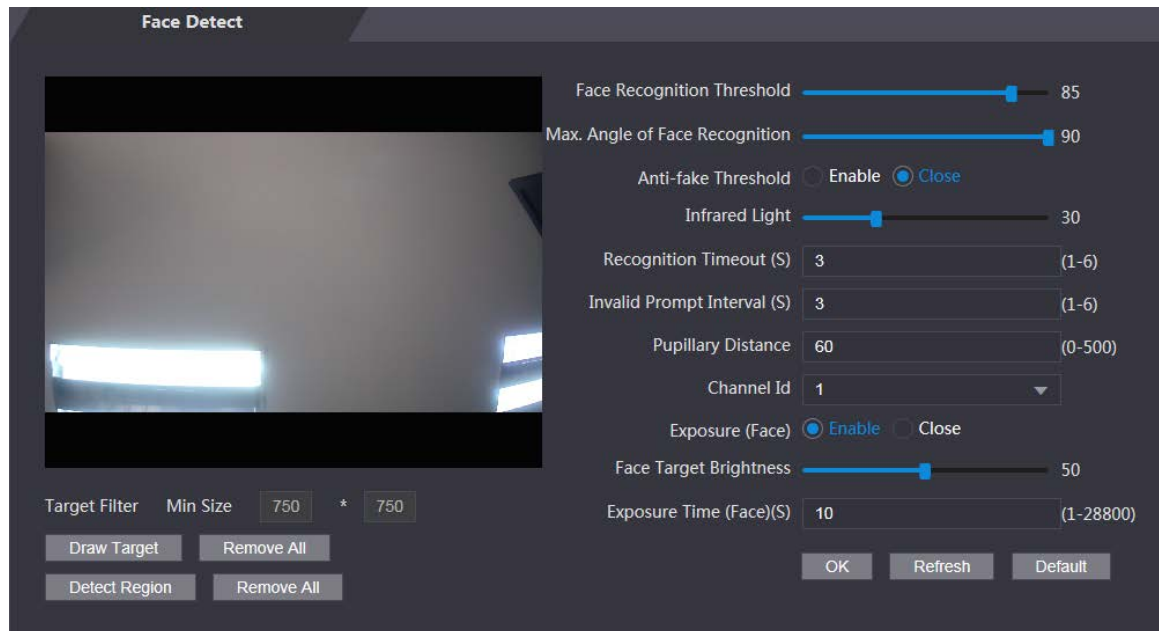 Face Detect
Face Recognition Threshold 85
Max. Angle of Face Recognition 90
Anti-fake Threshold Enable Close
Infrared Light 30
Recognition Timeout (S) 3 (1-6)
Invalid Prompt Interval (S) 3 (1-6)
Pupillary Distance 60 (0-500)
Channel Id 1
Exposure (Face) Enable Close
Face Target Brightness 50
Exposure Time (Face)(S) 10 (1-28800)
OK Refresh Default
Target Filter Min Size 750 * 750
Draw Target Remove All
Detect Region Remove All